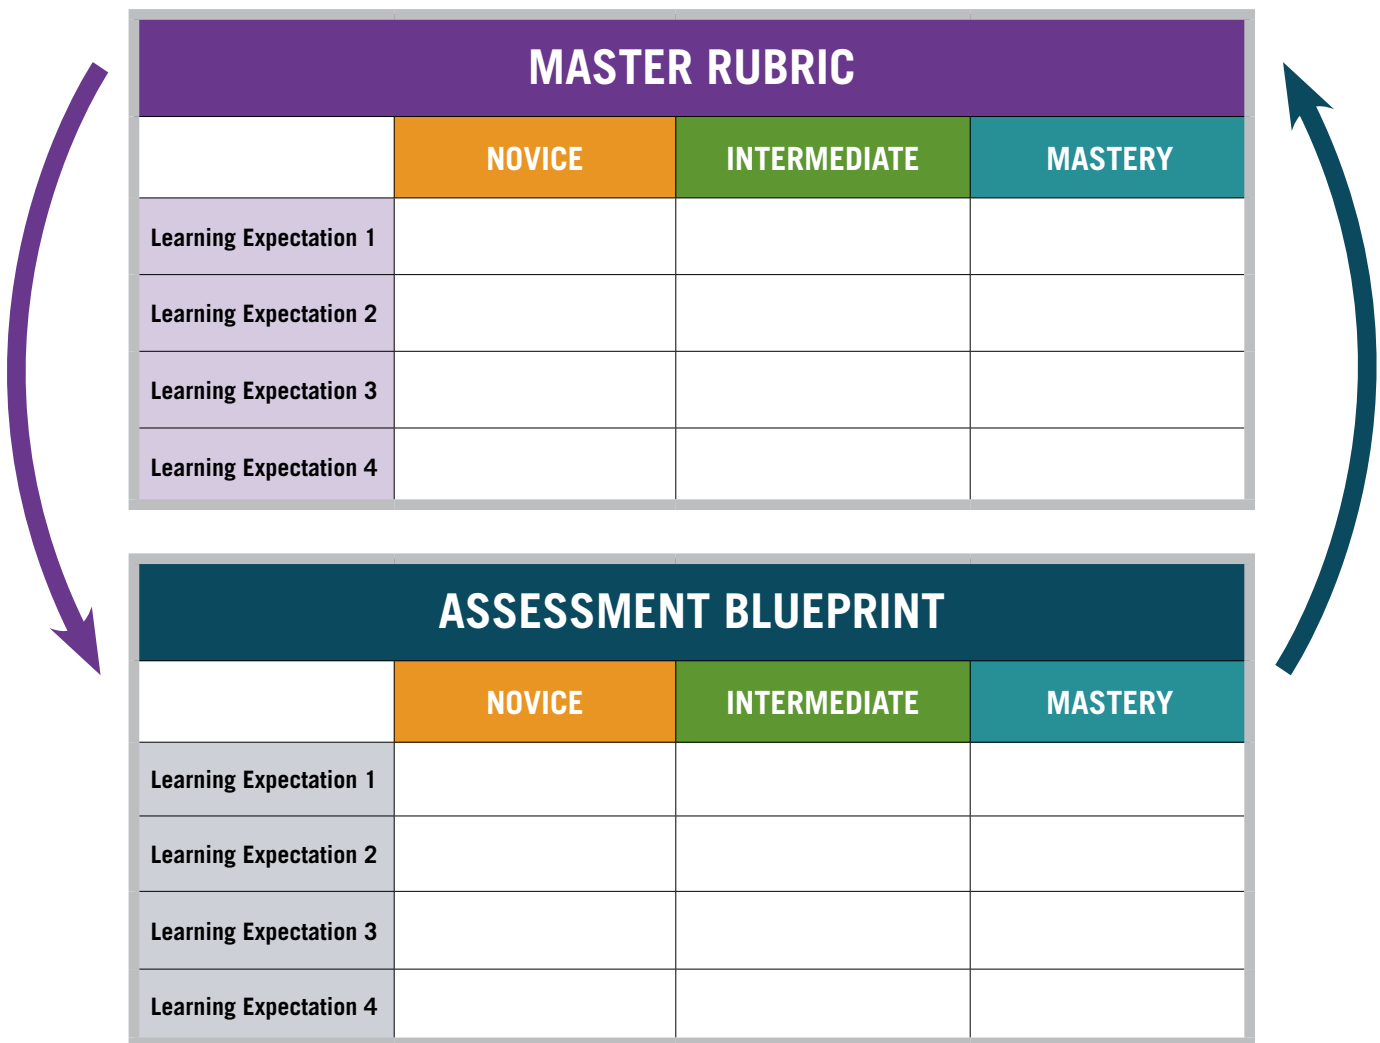 MASTER RUBRIC
NOVICE INTERMEDIATE MASTERY
Learning Expectation 1
Learning Expectation 2
Learning Expectation 3
Learning Expectation 4
ASSESSMENT BLUEPRINT
NOVICE INTERMEDIATE MASTERY
Learning Expectation 1
Learning Expectation 2
Learning Expectation 3
Learning Expectation 4